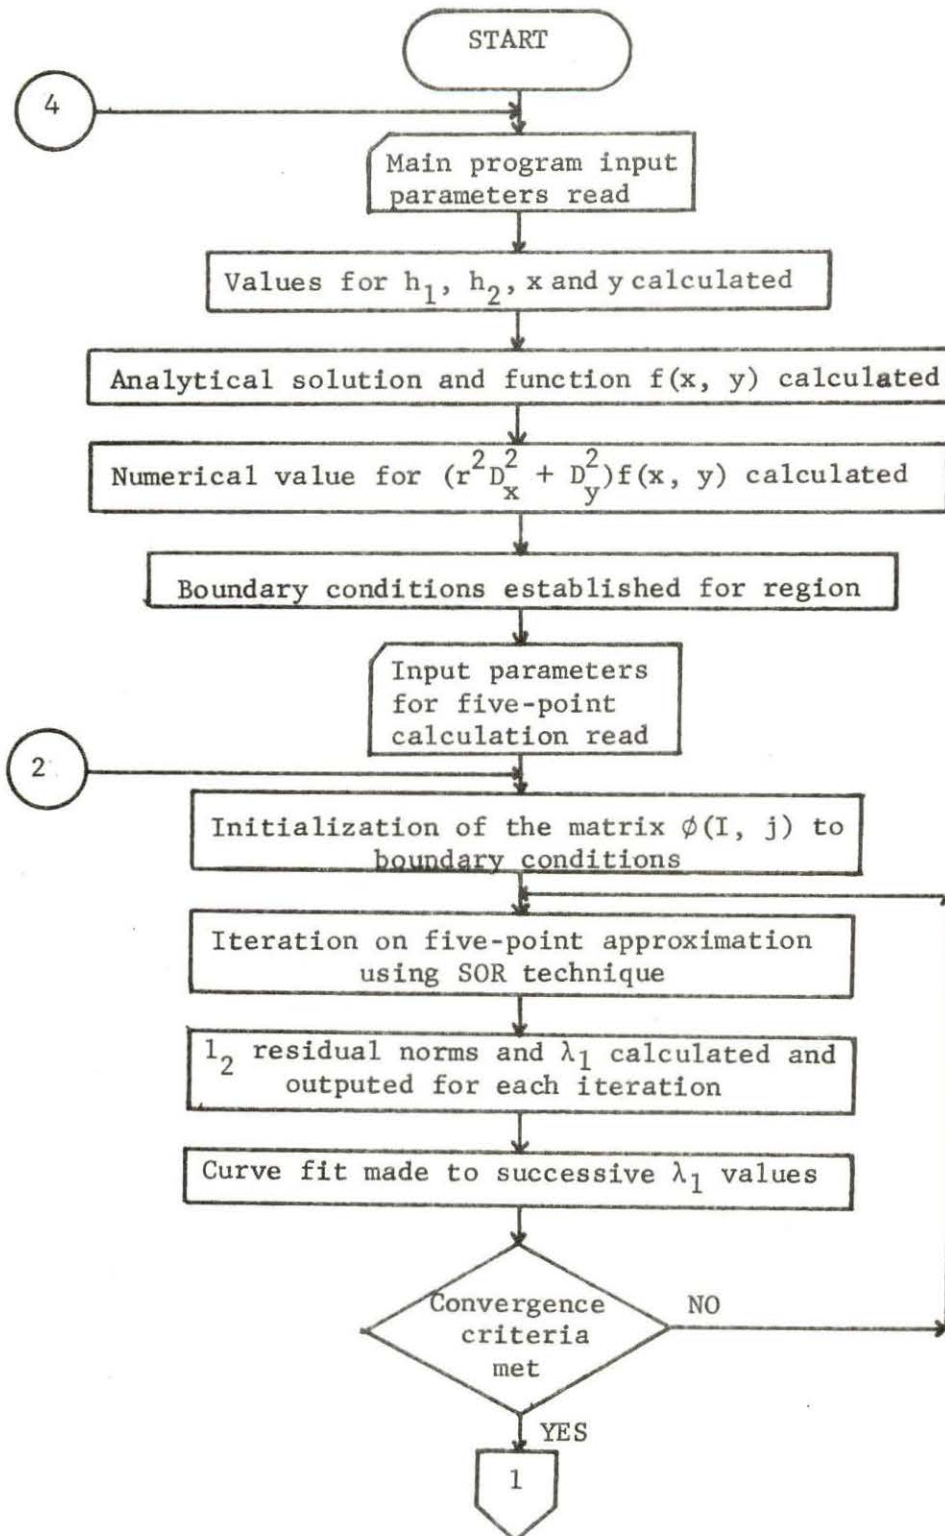 START
4
Main program input
parameters read
Values for h₁, h₂, x and y calculated
Analytical solution and function f(x, y) calculated
Numerical value for (r²D²ₓ + D²ᵧ)f(x, y) calculated
Boundary conditions established for region
Input parameters
for five-point
calculation read
2
Initialization of the matrix ϕ(I, j) to
boundary conditions
Iteration on five-point approximation
using SOR technique
l₂ residual norms and λ₁ calculated and
outputed for each iteration
Curve fit made to successive λ₁ values
Convergence
criteria
met
NO
YES
1